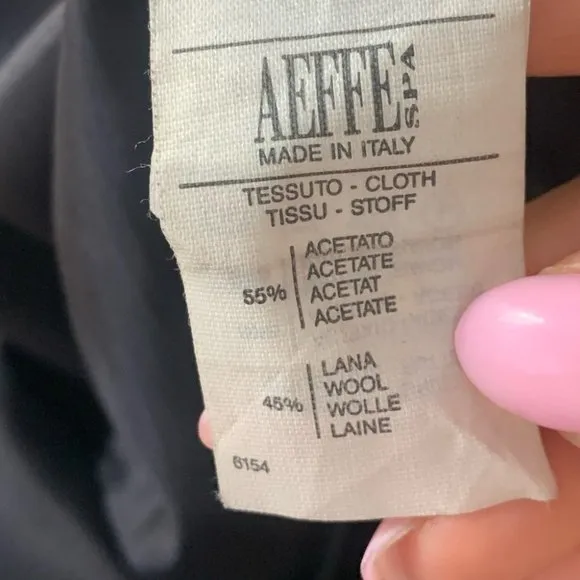 AEFFE SPA
MADE IN ITALY
TESSUTO - CLOTH
TISSU - STOFF
55%
ACETATO
ACETATE
ACETAT
ACETATE
45%
LANA
WOOL
WOLLE
LAINE
6154